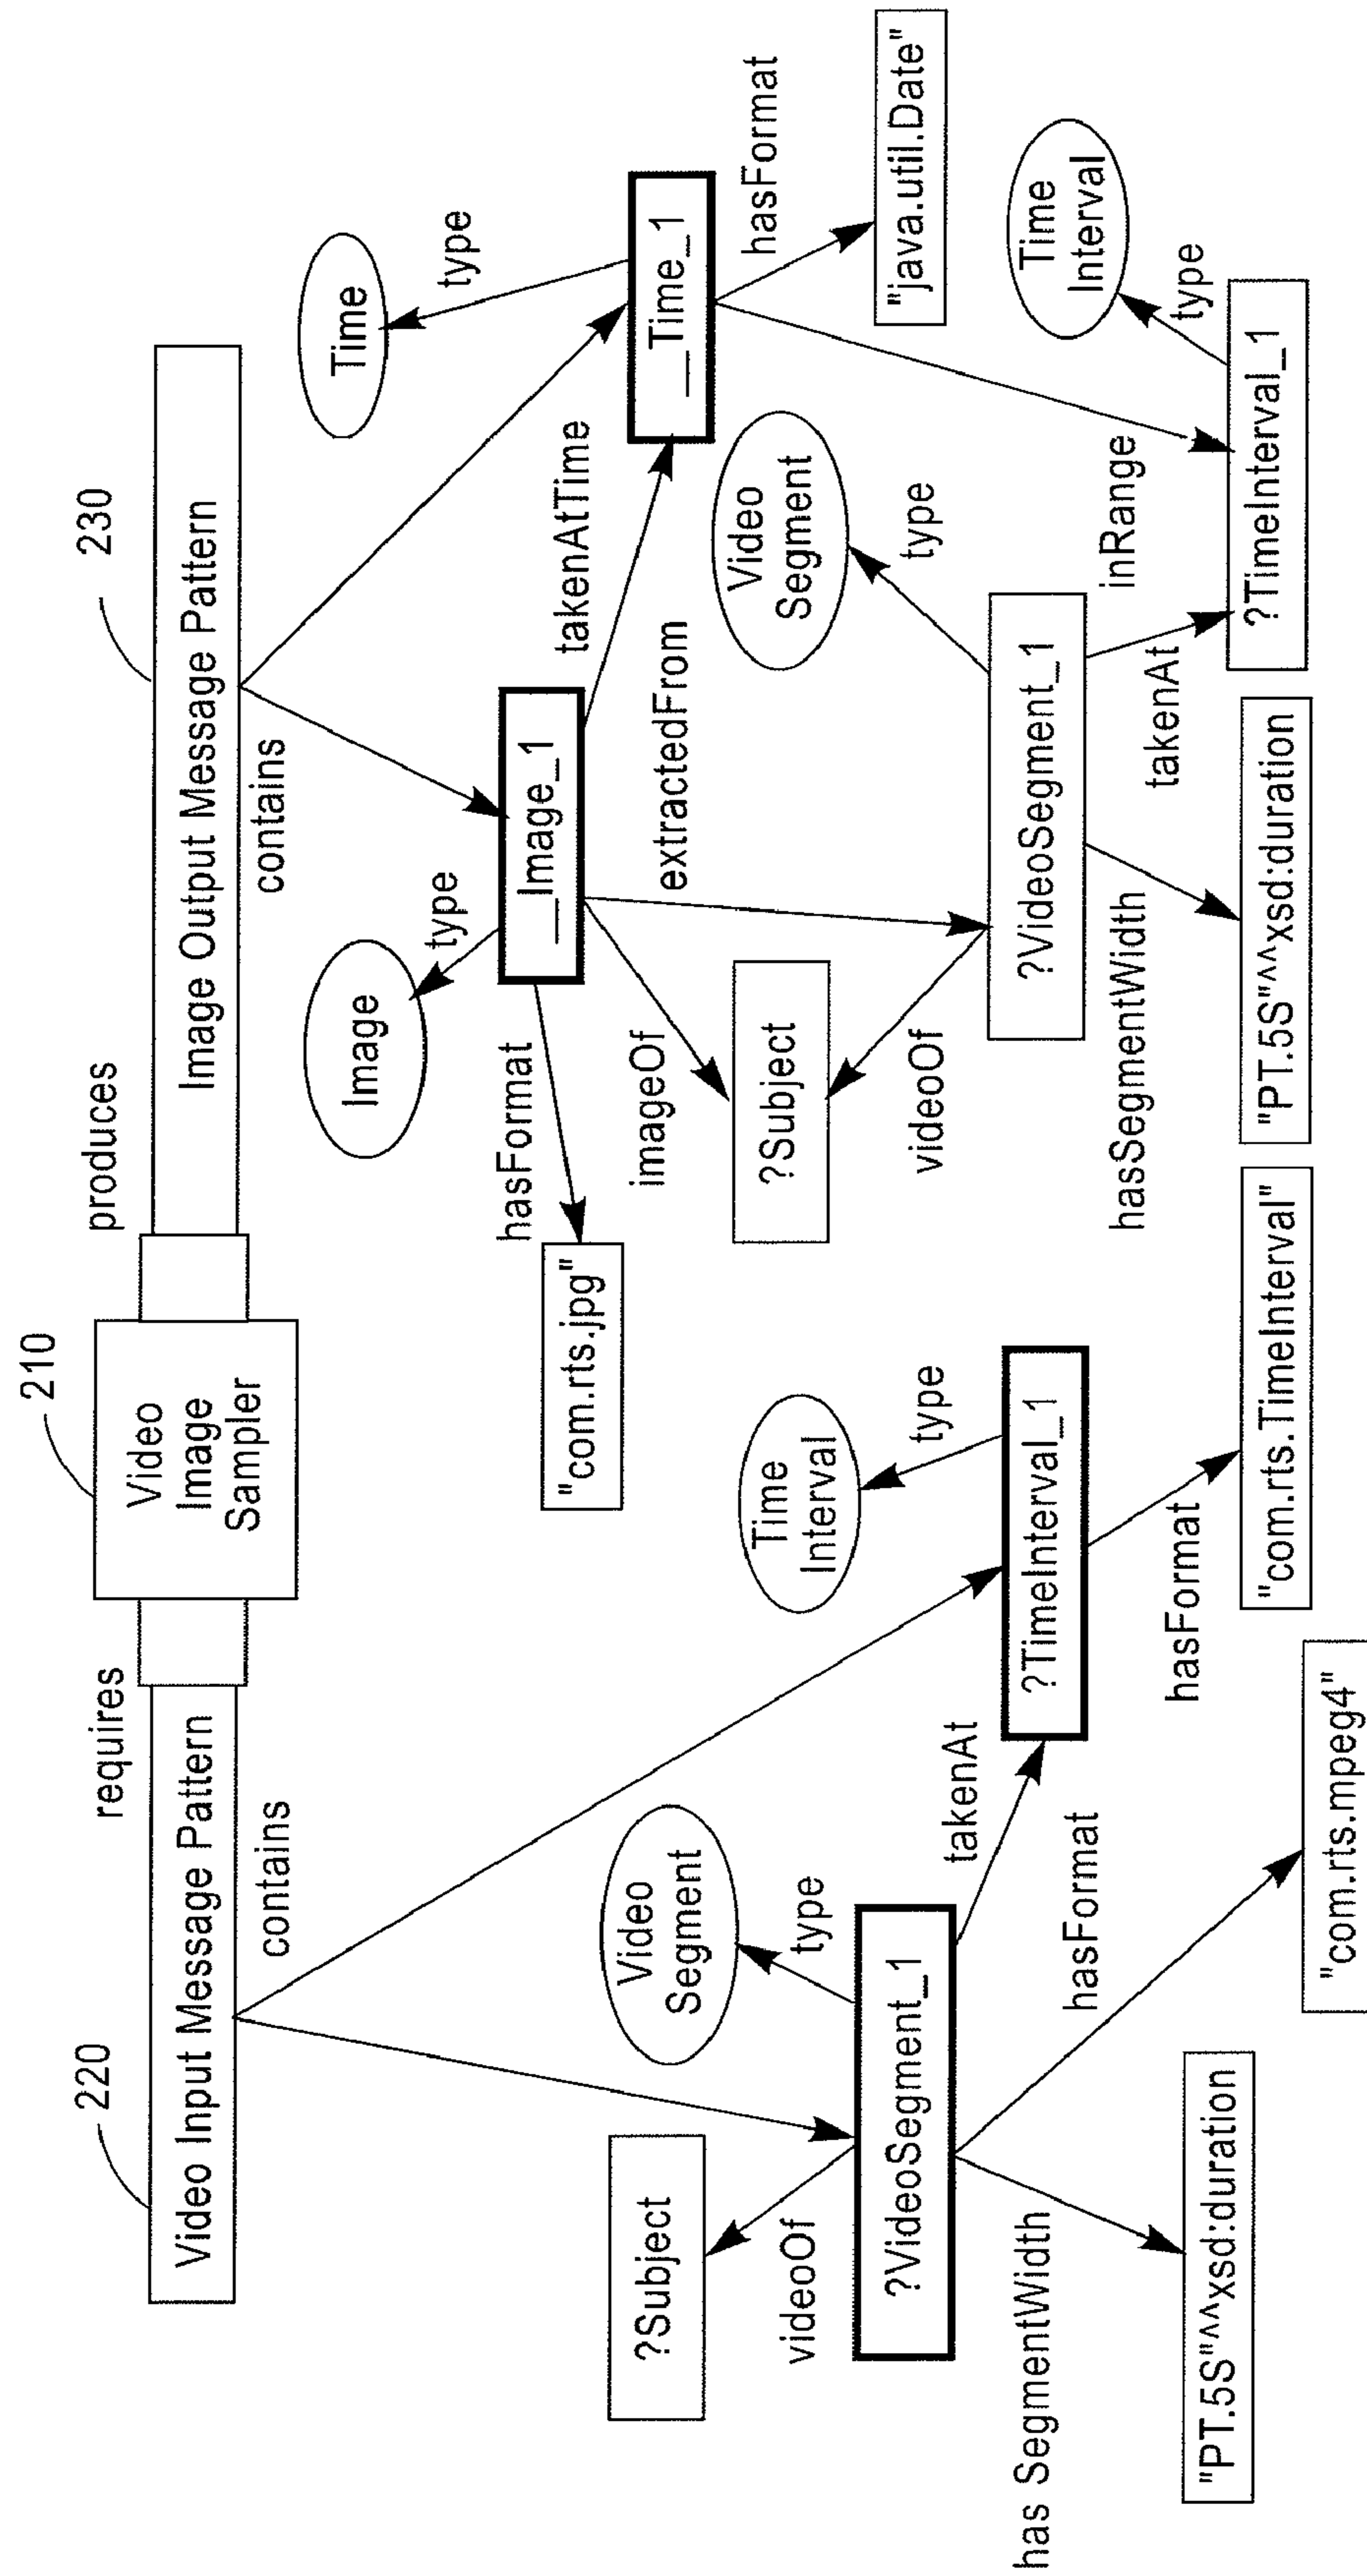 210
220
230
requires
produces
Video Input Message Pattern
Video
Image
Sampler
Image Output Message Pattern
contains
contains
?Subject
videoOf
Video
Segment
type
?VideoSegment_1
takenAt
has SegmentWidth
"PT.5S"^^xsd:duration
hasFormat
"com.rts.mpeg4"
Time
Interval
type
?TimeInterval_1
hasFormat
"com.rts.TimeInterval"
Image
type
hasFormat
"com.rts.jpg"
__Image_1
takenAtTime
imageOf
extractedFrom
?Subject
videoOf
Video
Segment
type
?VideoSegment_1
hasSegmentWidth
"PT.5S"^^xsd:duration
takenAt
inRange
Time
type
__Time_1
hasFormat
"java.util.Date"
Time
Interval
type
?TimeInterval_1